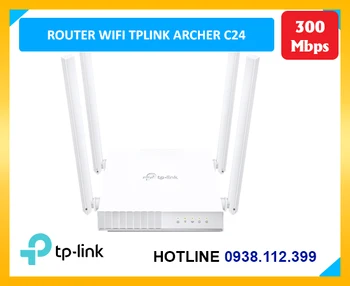 ROUTER WIFI TPLINK ARCHER C24
300
Mbps
tp-link
tp-link
HOTLINE 0938.112.399